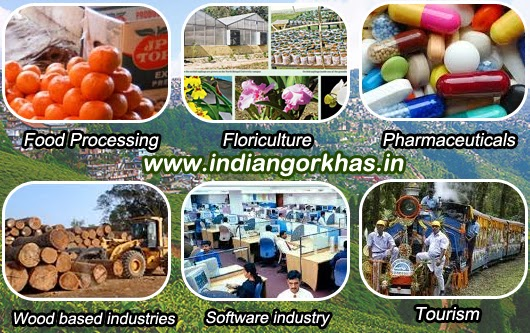 Food Processing
Floriculture
Pharmaceuticals
www.indiangorkhas.in
Wood based industries
Software industry
Tourism